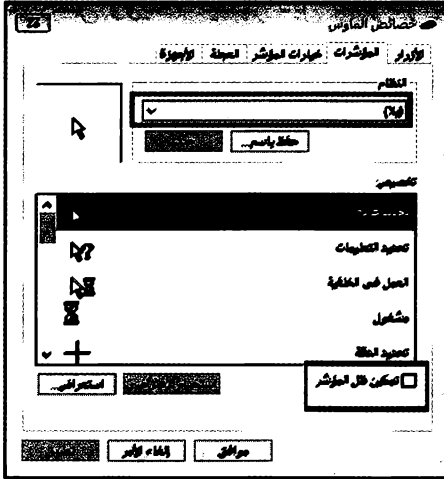 خصائص الماوس
الأزرار المؤشرات خيارات المؤشر العجلة الأجهزة
النظام
(بلا)
حفظ باسم...
تخصيص:
تحديد التعليمات
العمل في الخلفية
مشغول
تحديد الدقة
تمكين ظل المؤشر
استعراض...
موافق إلغاء الأمر